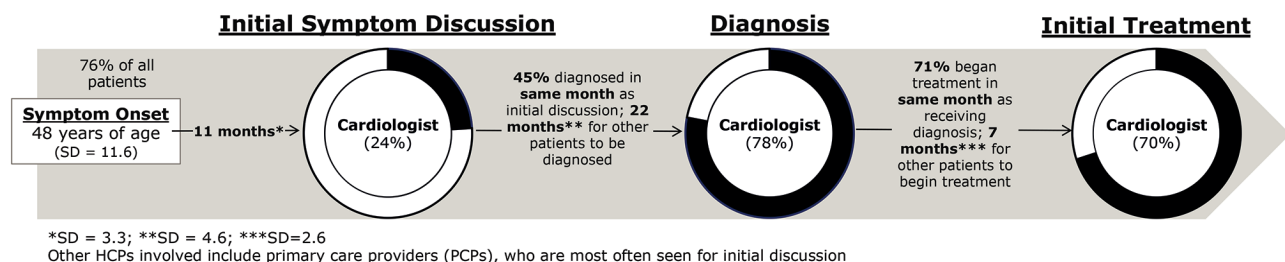 Initial Symptom Discussion
Diagnosis
Initial Treatment
76% of all
patients
Symptom Onset
48 years of age
(SD = 11.6)
11 months*
Cardiologist
(24%)
45% diagnosed in
same month as
initial discussion; 22
months** for other
patients to be
diagnosed
Cardiologist
(78%)
71% began
treatment in
same month as
receiving
diagnosis; 7
months*** for
other patients to
begin treatment
Cardiologist
(70%)
*SD = 3.3; **SD = 4.6; ***SD=2.6
Other HCPs involved include primary care providers (PCPs), who are most often seen for initial discussion